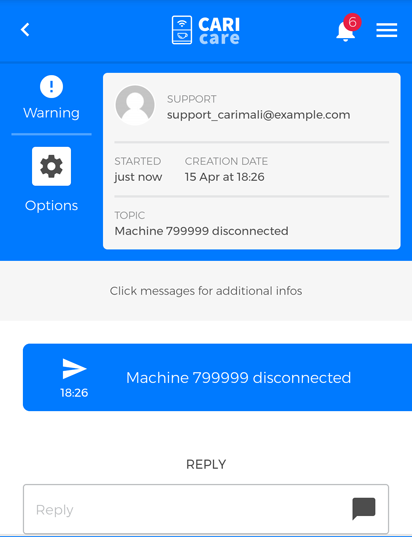 CARI
care
6
Warning
Options
SUPPORT
support_carimali@example.com
STARTED CREATION DATE
just now 15 Apr at 18:26
TOPIC
Machine 799999 disconnected
Click messages for additional infos
Machine 799999 disconnected
18:26
REPLY
Reply